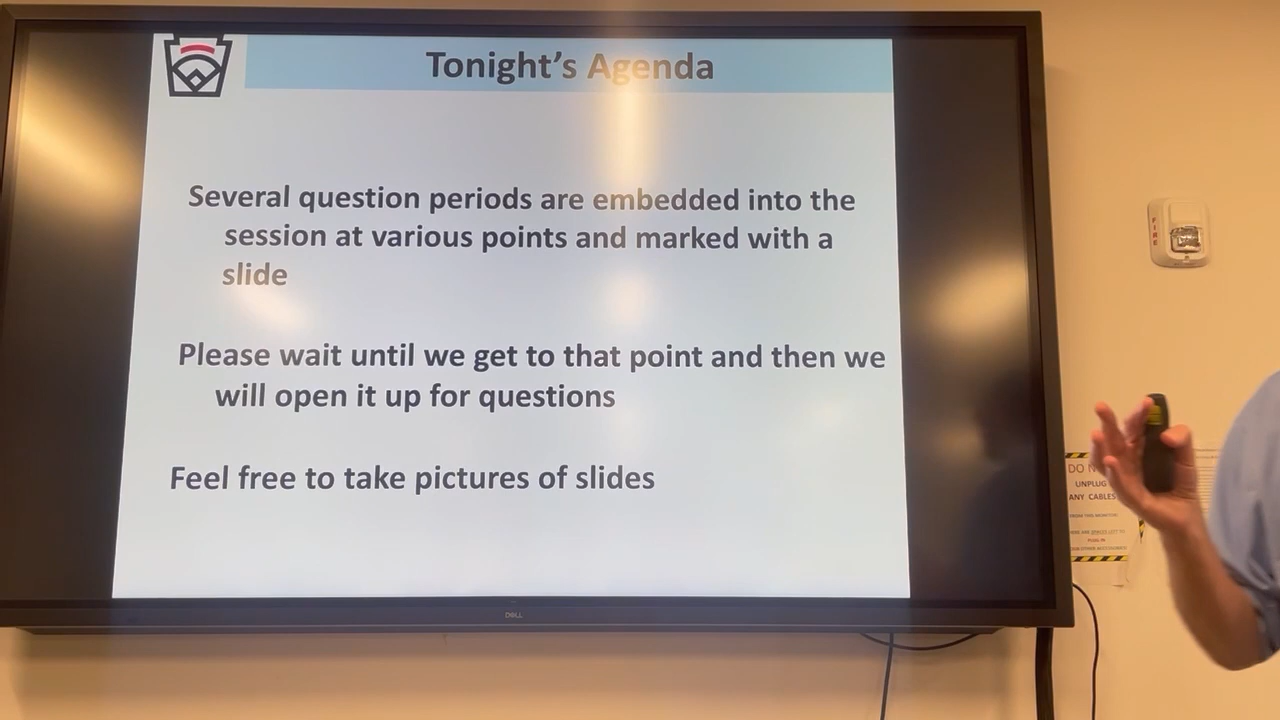 Tonight's Agenda
Several question periods are embedded into the
session at various points and marked with a
slide
Please wait until we get to that point and then we
will open it up for questions
Feel free to take pictures of slides
DELL
FIRE
DO N
UNPLUG
ANY CABLES